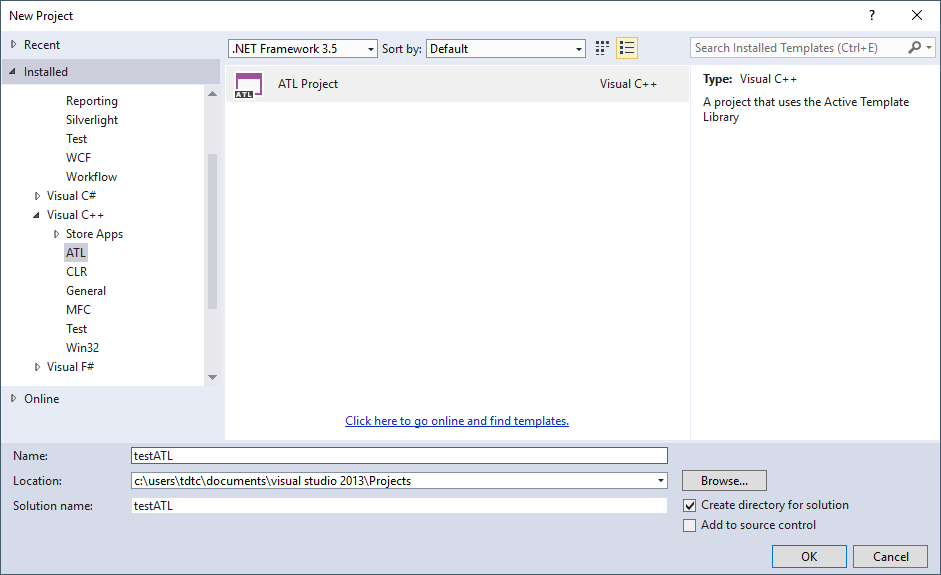 New Project
?
Recent
.NET Framework 3.5
Sort by:
Default
Search Installed Templates (Ctrl+E)
Installed
Reporting
Silverlight
Test
WCF
Workflow
Visual C#
Visual C++
Store Apps
ATL
CLR
General
MFC
Test
Win32
Visual F#
Online
ATL
ATL Project
Visual C++
Click here to go online and find templates.
Type: Visual C++
A project that uses the Active Template
Library
Name:
testATL
Location:
c:\users\tdtc\documents\visual studio 2013\Projects
Browse...
Solution name:
testATL
Create directory for solution
Add to source control
OK
Cancel